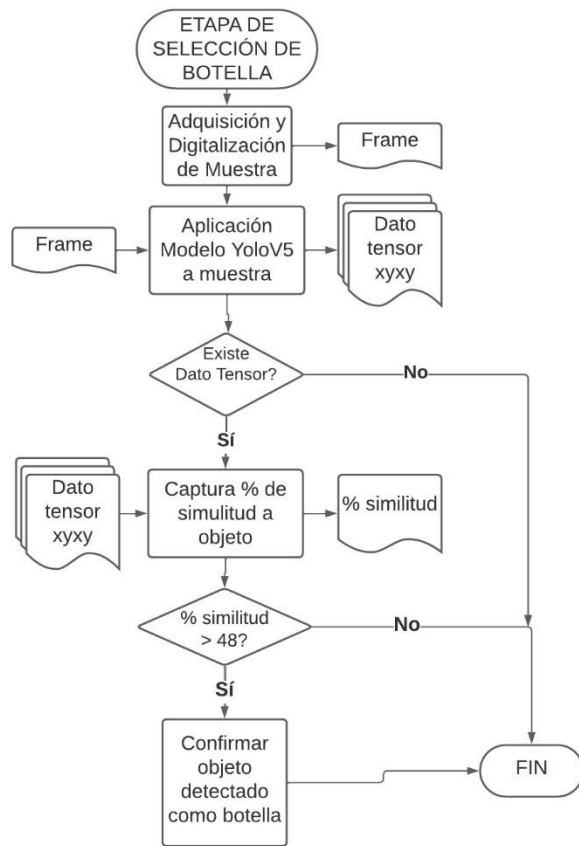 ETAPA DE
SELECCIÓN DE
BOTELLA
Adquisición y
Digitalización
de Muestra
Frame
Frame
Aplicación
Modelo YoloV5
a muestra
Dato
tensor
xyxy
Existe
Dato Tensor?
No
Sí
Dato
tensor
xyxy
Captura % de
simulitud a
objeto
% similitud
% similitud
> 48?
No
Sí
Confirmar
objeto
detectado
como botella
FIN